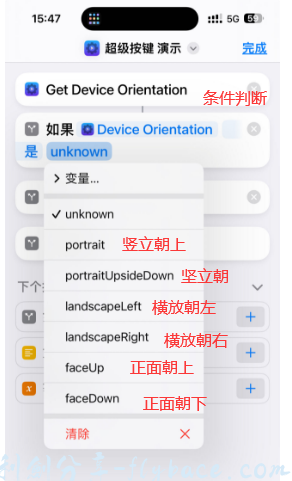 15:47 5G 59
超级按键 演示 完成
Get Device Orientation
条件判断
如果 Device Orientation
是 unknown
变量...
unknown
portrait 竖立朝上
portraitUpsideDown 坚立朝
下个
landscapeLeft 横放朝左
landscapeRight 横放朝右
faceUp 正面朝上
faceDown 正面朝下
清除